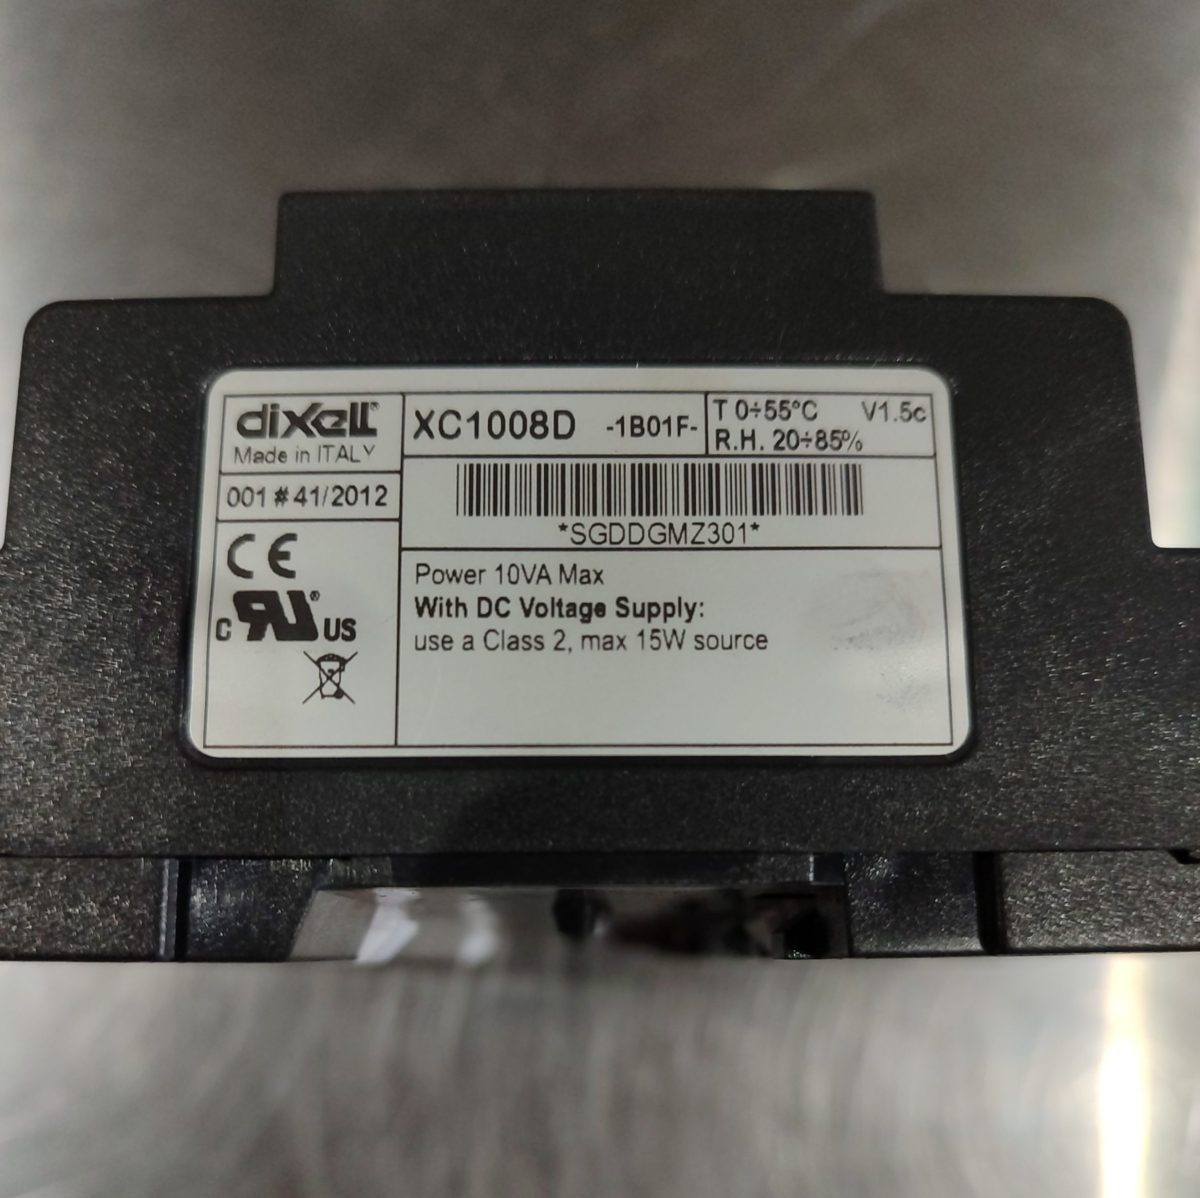 dixell®
Made in ITALY
XC1008D -1B01F-
T 0÷55°C V1.5c
R.H. 20÷85%
001 # 41/2012
*SGDDGMZ301*
CE
c RU® US
Power 10VA Max
With DC Voltage Supply:
use a Class 2, max 15W source